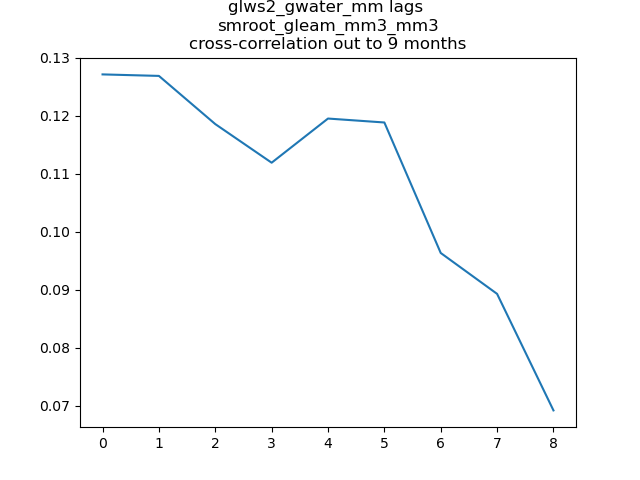 glws2_gwater_mm lags
smroot_gleam_mm3_mm3
cross-correlation out to 9 months
0.13
0.12
0.11
0.10
0.09
0.08
0.07
0 1 2 3 4 5 6 7 8